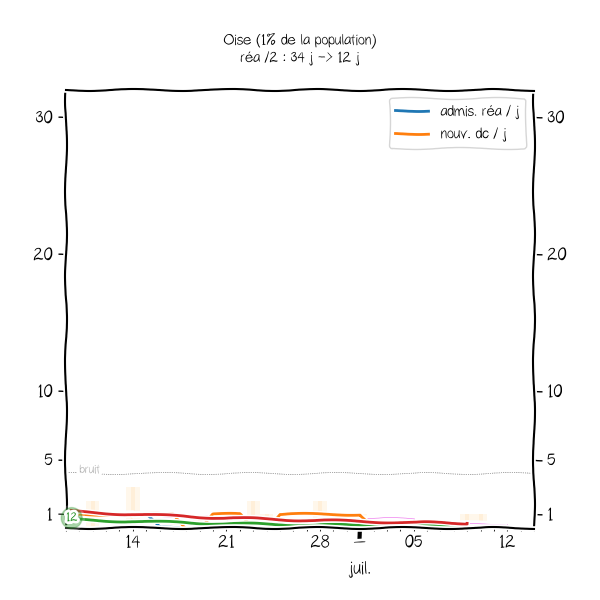 Oise (1% de la population)
réa /2 : 34 j -> 12 j
admis. réa / j
nouv. dc / j
30
30
20
20
10
10
5
5
bruit
1
12
1
14
21
28
1
05
12
juil.